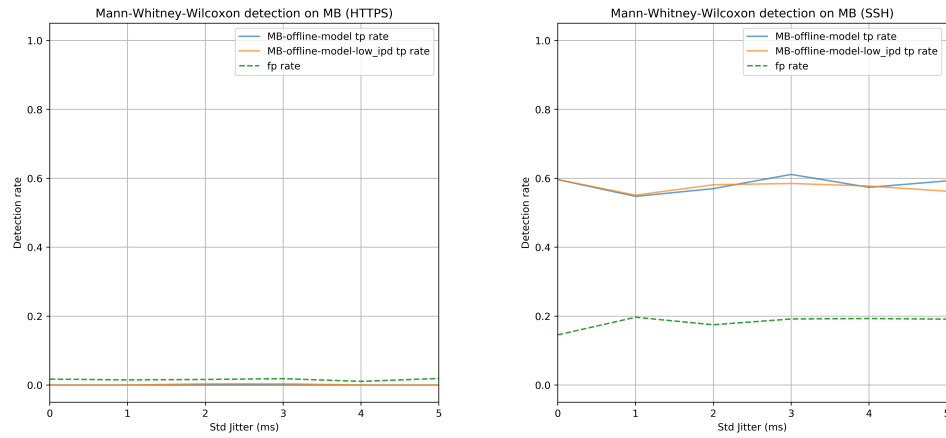 Mann-Whitney-Wilcoxon detection on MB (HTTPS)
MB-offline-model tp rate
MB-offline-model-low_ipd tp rate
fp rate
1.0
0.8
0.6
0.4
0.2
0.0
Detection rate
0 1 2 3 4 5
Std Jitter (ms)
Mann-Whitney-Wilcoxon detection on MB (SSH)
MB-offline-model tp rate
MB-offline-model-low_ipd tp rate
fp rate
1.0
0.8
0.6
0.4
0.2
0.0
Detection rate
0 1 2 3 4 5
Std Jitter (ms)